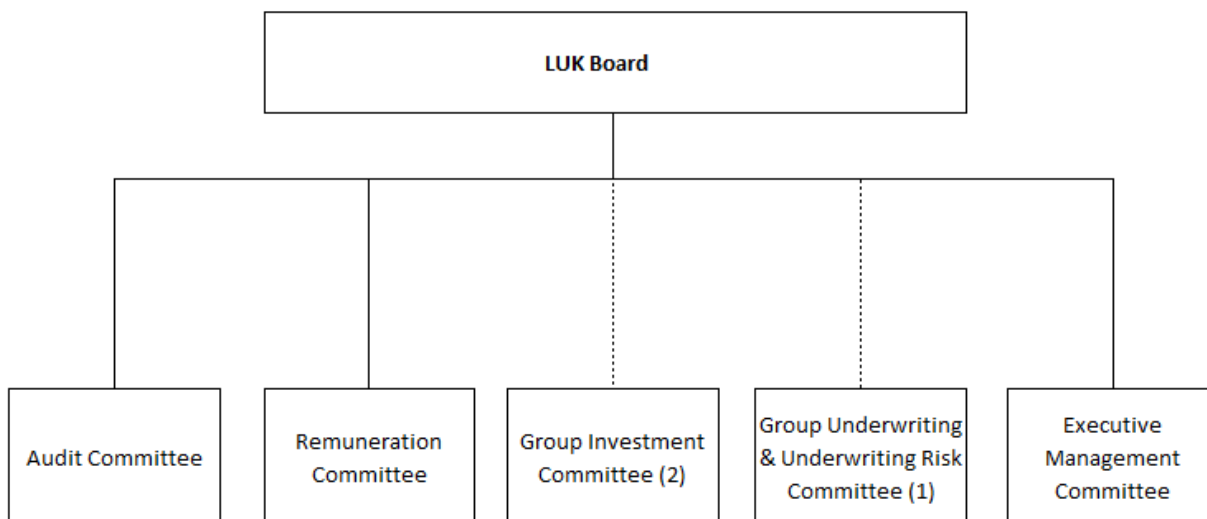 LUK Board
Audit Committee
Remuneration
Committee
Group Investment
Committee (2)
Group Underwriting
& Underwriting Risk
Committee (1)
Executive
Management
Committee